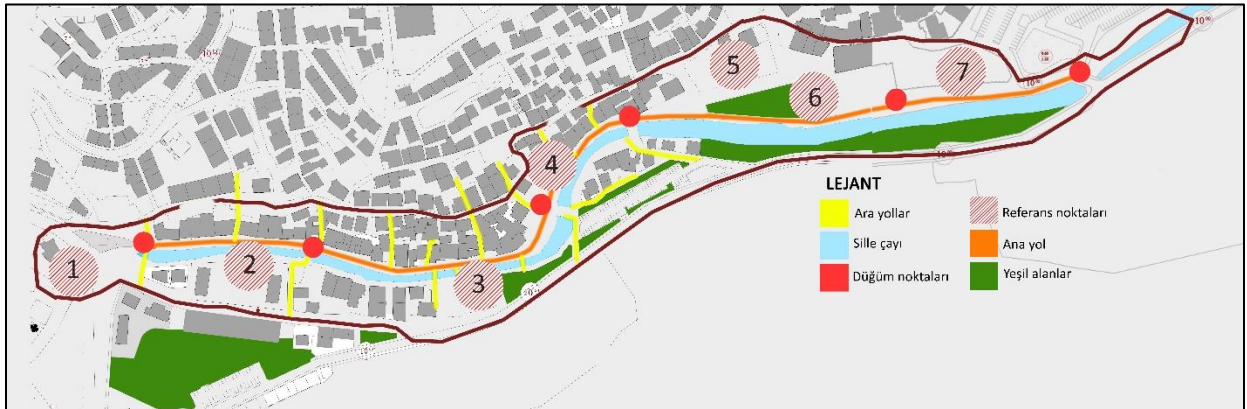 1
2
3
4
5
6
7
LEJANT
Ara yollar
Sille çayı
Düğüm noktaları
Referans noktaları
Ana yol
Yeşil alanlar